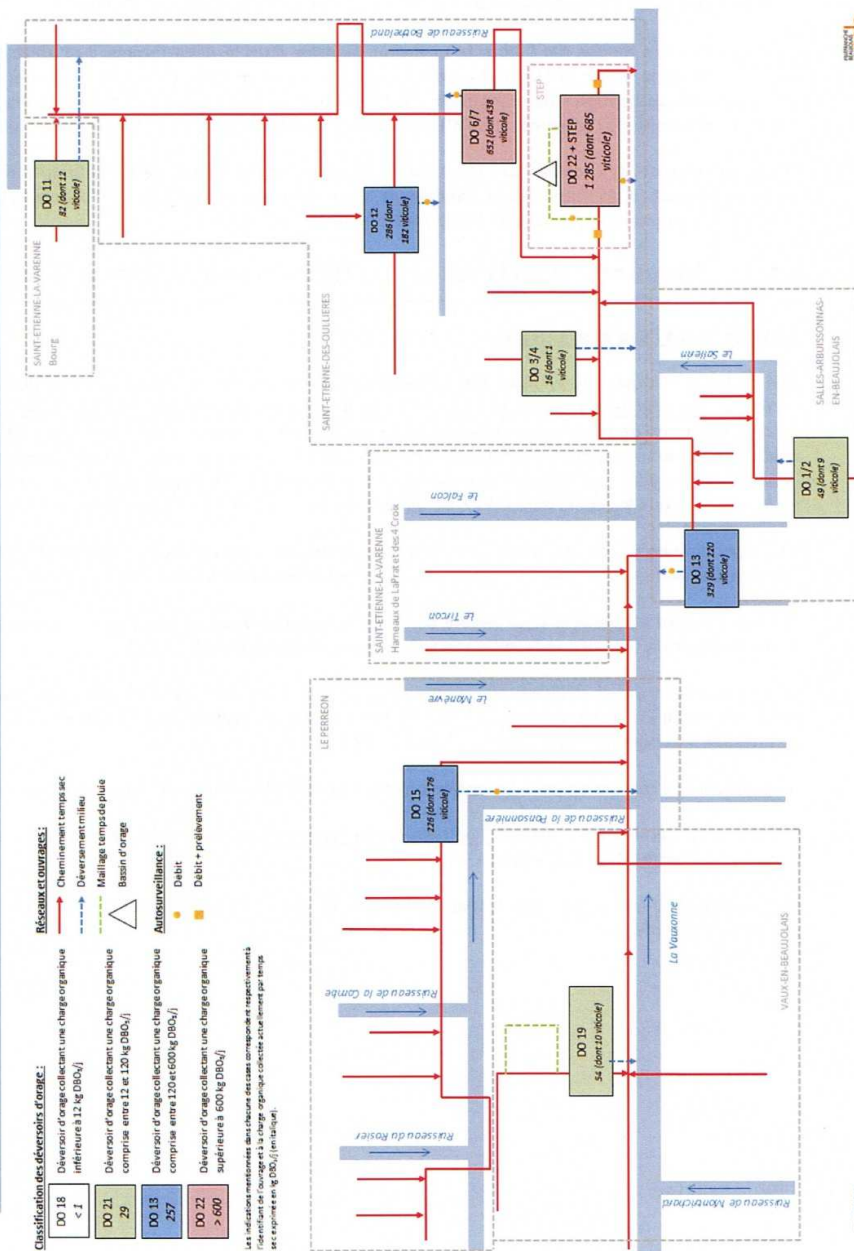 Classification des déversoirs d'orage :
DO 18
< 1
Déversoir d'orage collectant une charge organique
inférieure à 12 kg DBO₅/j
DO 21
29
Déversoir d'orage collectant une charge organique
comprise entre 12 et 120 kg DBO₅/j
DO 13
257
Déversoir d'orage collectant une charge organique
comprise entre 120 et 600 kg DBO₅/j
DO 22
> 600
Déversoir d'orage collectant une charge organique
supérieure à 600 kg DBO₅/j
Les indications mentionnées dans chacune des cases correspondent respectivement à
l'identifiant de l'ouvrage et à la charge organique collectée actuellement par temps
sec exprimée en kg DBO₅/j (en italique).
Réseaux et ouvrages :
Cheminement temps sec
Déversement milieu
Maillage temps de pluie
Bassin d'orage
Autosurveillance :
Débit
Débit + prélèvement
SAINT-ETIENNE-LA-VARENNE
Bourg
DO 11
82 (dont 12
viticole)
Ruisseau de Botheland
SAINT-ETIENNE-DES-OULLIERES
DO 12
286 (dont
182 viticole)
DO 6/7
652 (dont 438
viticole)
STEP
DO 22 + STEP
1 285 (dont 685
viticole)
DO 3/4
16 (dont 1
viticole)
LE PERREON
DO 15
226 (dont 176
viticole)
Ruisseau de la Combe
Ruisseau du Rosier
Ruisseau de la Ponsonnière
Le Manèvre
SAINT-ETIENNE-LA-VARENNE
Hameaux de LaPrat et des 4 Croix
Le Tircon
Le Falcon
DO 19
54 (dont 10 viticole)
La Vauxonne
VAUX-EN-BEAUJOLAIS
Ruisseau de Montrichard
DO 13
329 (dont 220
viticole)
Le Sallerin
SALLES-ARBUISSONNAS-
EN-BEAUJOLAIS
DO 1/2
49 (dont 9
viticole)